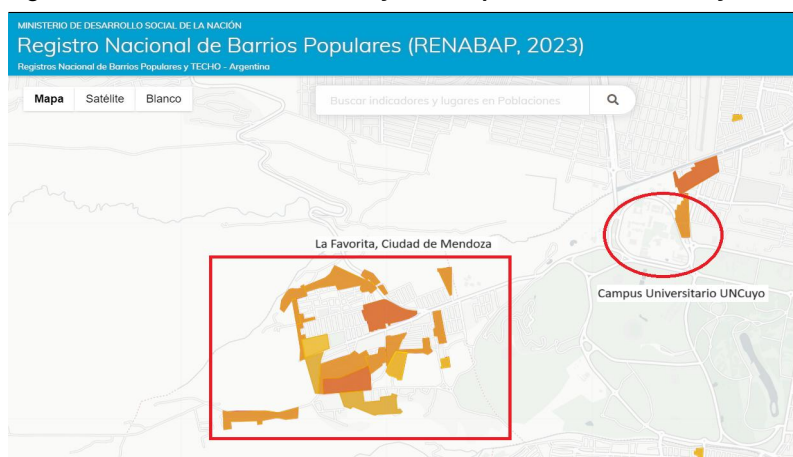 MINISTERIO DE DESARROLLO SOCIAL DE LA NACIÓN
Registro Nacional de Barrios Populares (RENABAP, 2023)
Registros Nacional de Barrios Populares y TECHO - Argentina
Mapa Satélite Blanco
Buscar indicadores y lugares en Poblaciones
La Favorita, Ciudad de Mendoza
Campus Universitario UNCuyo